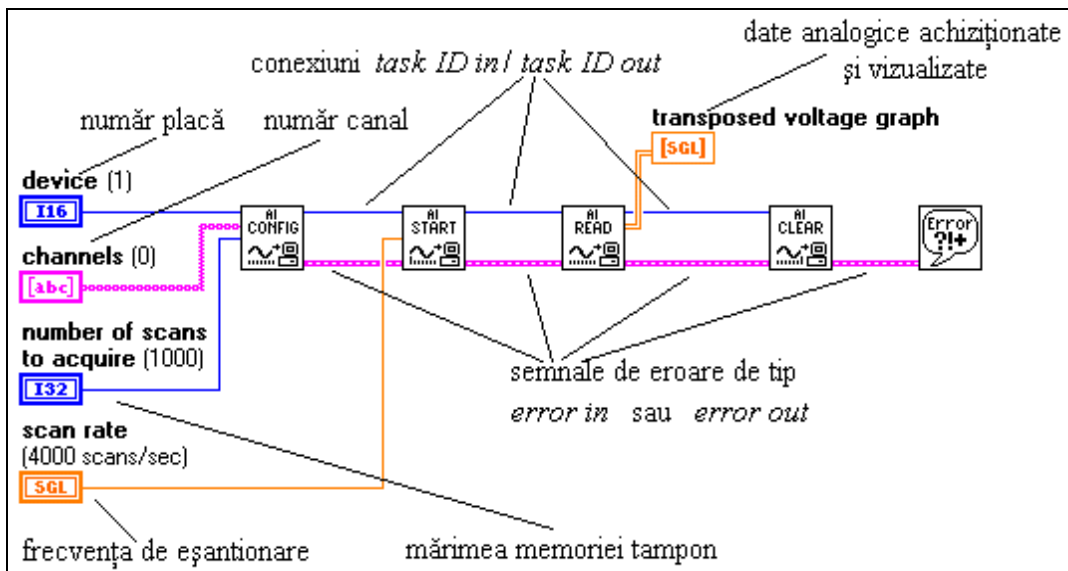 date analogice achiziționate
și vizualizate
conexiuni task ID in/ task ID out
număr placă
număr canal
transposed voltage graph
[SGL]
device (1)
I16
AI
CONFIG
AI
START
AI
READ
AI
CLEAR
Error
?!+
channels (0)
[abc]
number of scans
to acquire (1000)
I32
semnale de eroare de tip
error in sau error out
scan rate
(4000 scans/sec)
SGL
frecvența de eșantionare
mărimea memoriei tampon